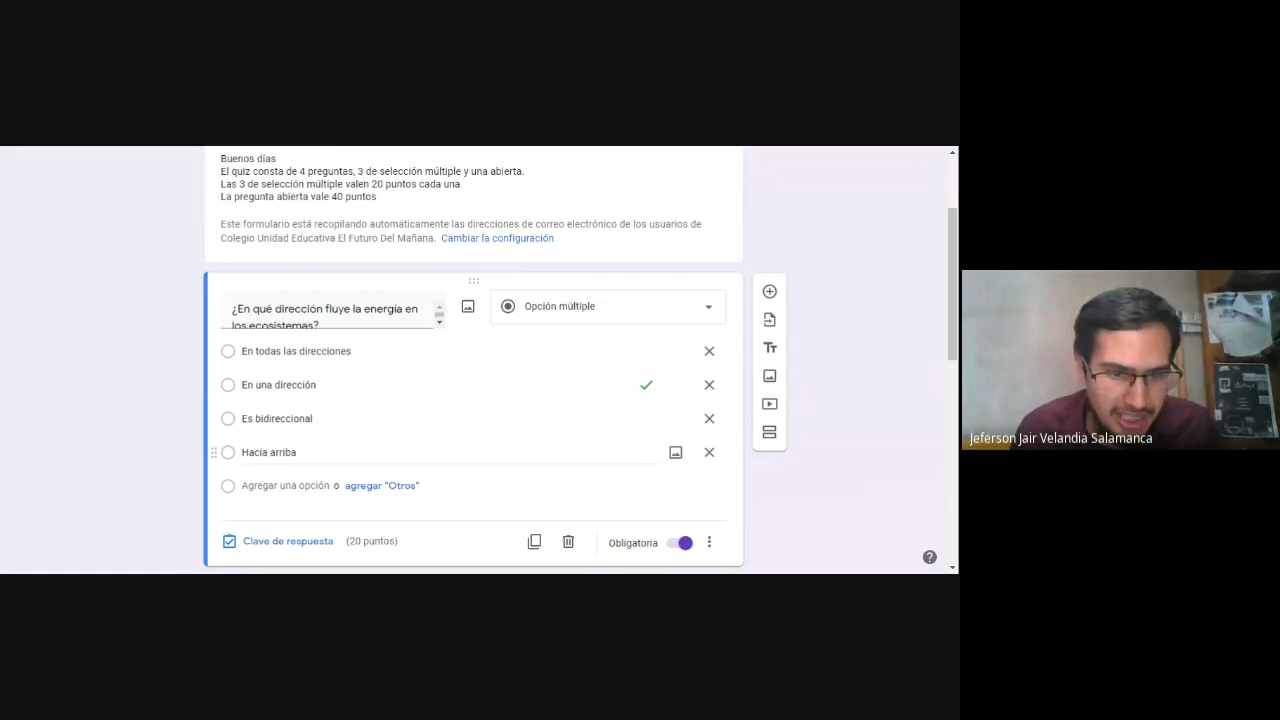 Buenos días
El quiz consta de 4 preguntas, 3 de selección múltiple y una abierta.
Las 3 de selección múltiple valen 20 puntos cada una
La pregunta abierta vale 40 puntos
Este formulario está recopilando automáticamente las direcciones de correo electrónico de los usuarios de
Colegio Unidad Educativa El Futuro Del Mañana. Cambiar la configuración
¿En qué dirección fluye la energía en
los ecosistemas?
Opción múltiple
En todas las direcciones
En una dirección
Es bidireccional
Hacia arriba
Agregar una opción o agregar "Otros"
Clave de respuesta (20 puntos)
Obligatoria
Tт
Jeferson Jair Velandia Salamanca